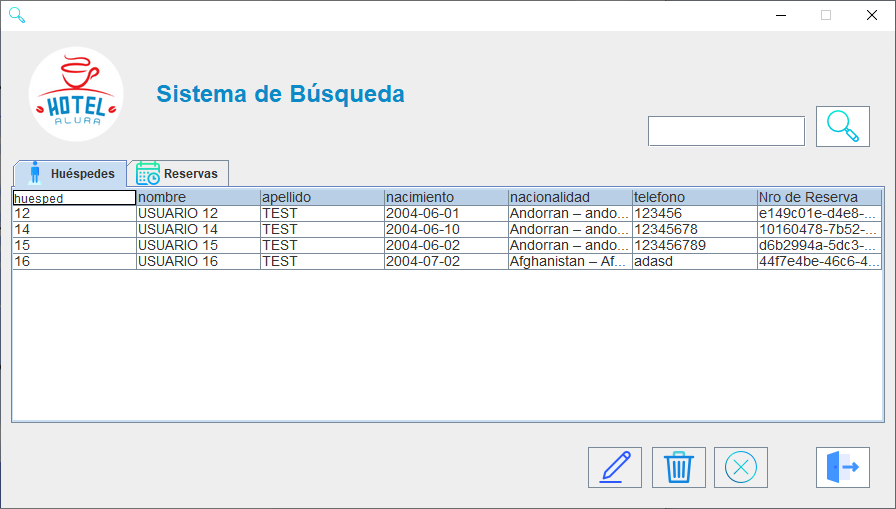 HOTEL
ALURA
Sistema de Búsqueda
Huéspedes Reservas
huesped nombre apellido nacimiento nacionalidad telefono Nro de Reserva
12 USUARIO 12 TEST 2004-06-01 Andorran – ando... 123456 e149c01e-d4e8-...
14 USUARIO 14 TEST 2004-06-10 Andorran – ando... 12345678 10160478-7b52-...
15 USUARIO 15 TEST 2004-06-02 Andorran – ando... 123456789 d6b2994a-5dc3-...
16 USUARIO 16 TEST 2004-07-02 Afghanistan – Af... adasd 44f7e4be-46c6-4...